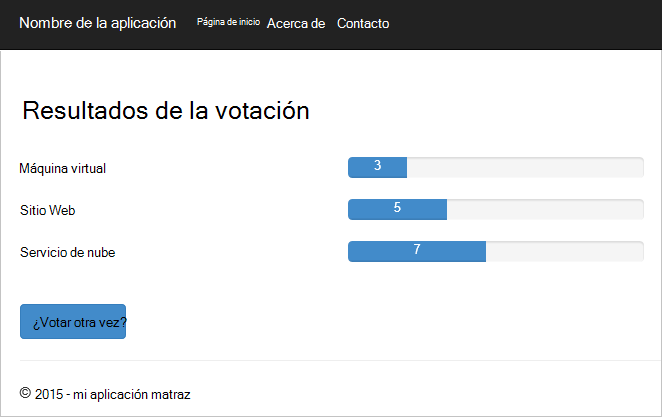 Nombre de la aplicación Página de inicio Acerca de Contacto
Resultados de la votación
Máquina virtual 3
Sitio Web 5
Servicio de nube 7
¿Votar otra vez?
© 2015 - mi aplicación matraz